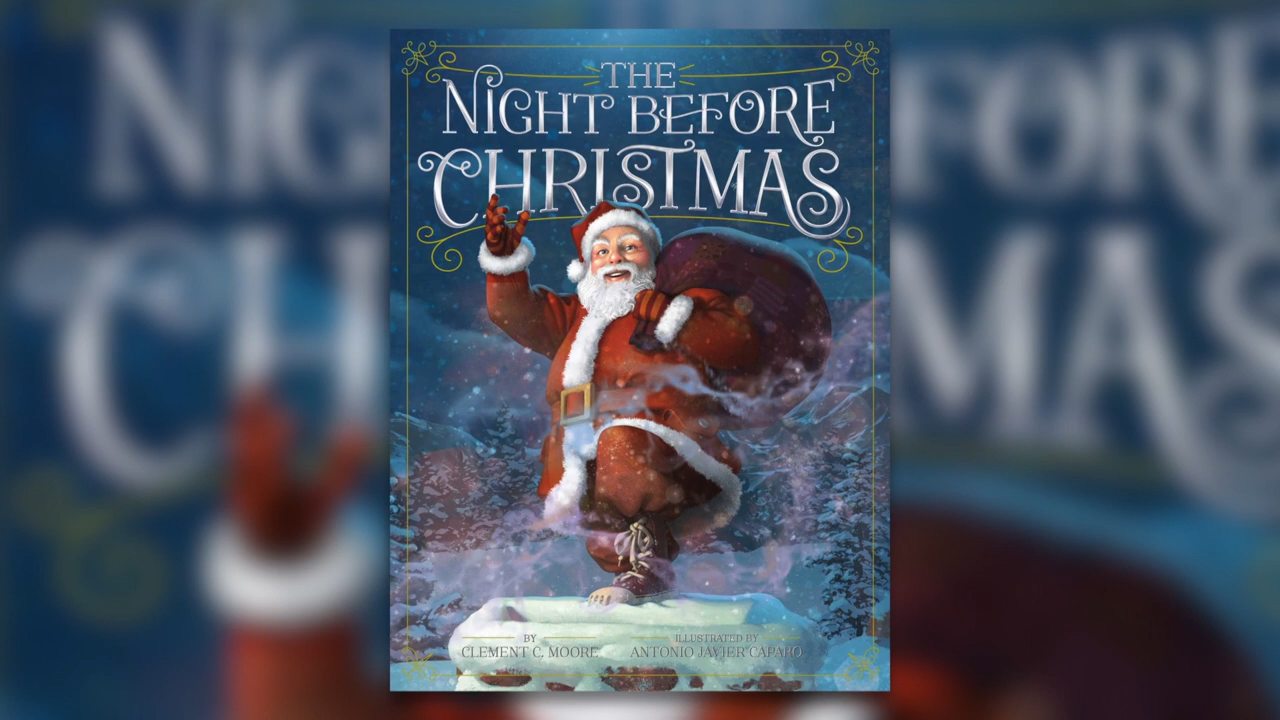 THE
NIGHT BEFORE
CHRISTMAS
BY
CLEMENT C. MOORE
ILLUSTRATED BY
ANTONIO JAVIER CAPARO